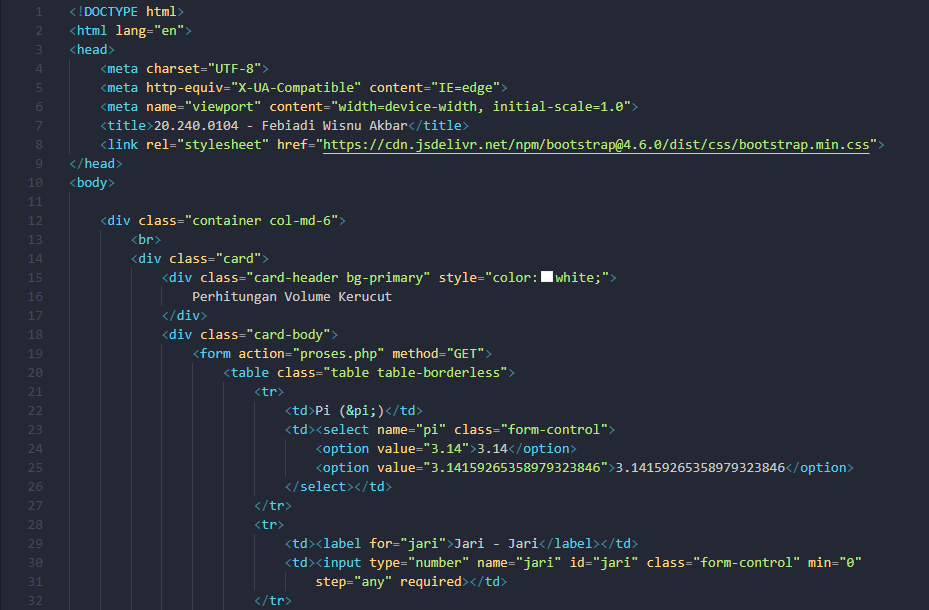 1 <!DOCTYPE html>
2 <html lang="en">
3 <head>
4     <meta charset="UTF-8">
5     <meta http-equiv="X-UA-Compatible" content="IE=edge">
6     <meta name="viewport" content="width=device-width, initial-scale=1.0">
7     <title>20.240.0104 - Febiadi Wisnu Akbar</title>
8     <link rel="stylesheet" href="https://cdn.jsdelivr.net/npm/bootstrap@4.6.0/dist/css/bootstrap.min.css">
9 </head>
10 <body>
11
12     <div class="container col-md-6">
13         <br>
14         <div class="card">
15             <div class="card-header bg-primary" style="color:white;">
16                 Perhitungan Volume Kerucut
17             </div>
18             <div class="card-body">
19                 <form action="proses.php" method="GET">
20                     <table class="table table-borderless">
21                         <tr>
22                             <td>Pi (&pi;)</td>
23                             <td><select name="pi" class="form-control">
24                                 <option value="3.14">3.14</option>
25                                 <option value="3.14159265358979323846">3.14159265358979323846</option>
26                             </select></td>
27                         </tr>
28                         <tr>
29                             <td><label for="jari">Jari - Jari</label></td>
30                             <td><input type="number" name="jari" id="jari" class="form-control" min="0"
31                                 step="any" required></td>
32                         </tr>